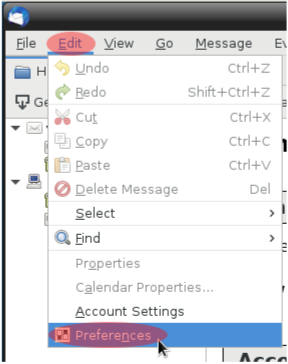 File Edit View Go Message Ev
H
Undo Ctrl+Z
Ge
Redo Shift+Ctrl+Z
Cut Ctrl+X
Copy Ctrl+C
Paste Ctrl+V
Delete Message Del
Select
Find
Properties
Calendar Properties...
Account Settings
Preferences
Acco